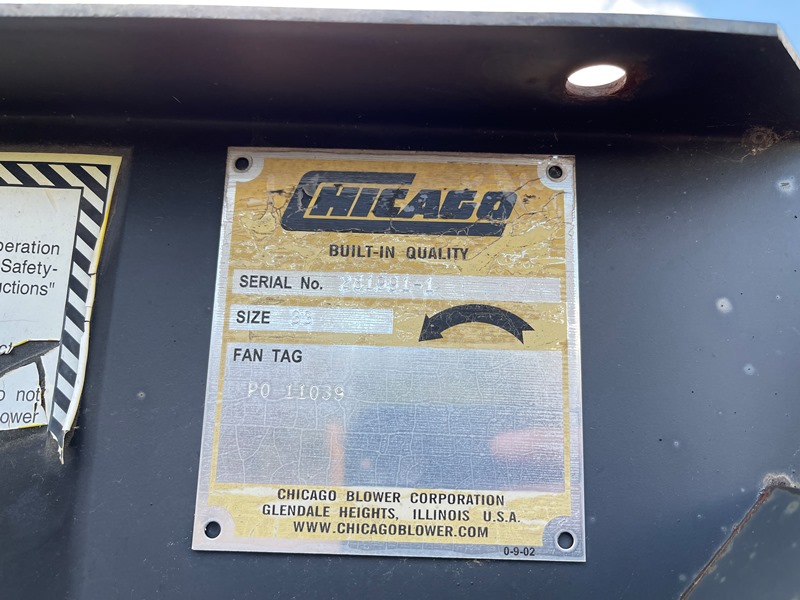 peration
Safety-
uctions"
o not
ower
CHICAGO
BUILT-IN QUALITY
SERIAL No.
SIZE
FAN TAG
PO 11039
CHICAGO BLOWER CORPORATION
GLENDALE HEIGHTS, ILLINOIS U.S.A.
WWW.CHICAGOBLOWER.COM
0-9-02